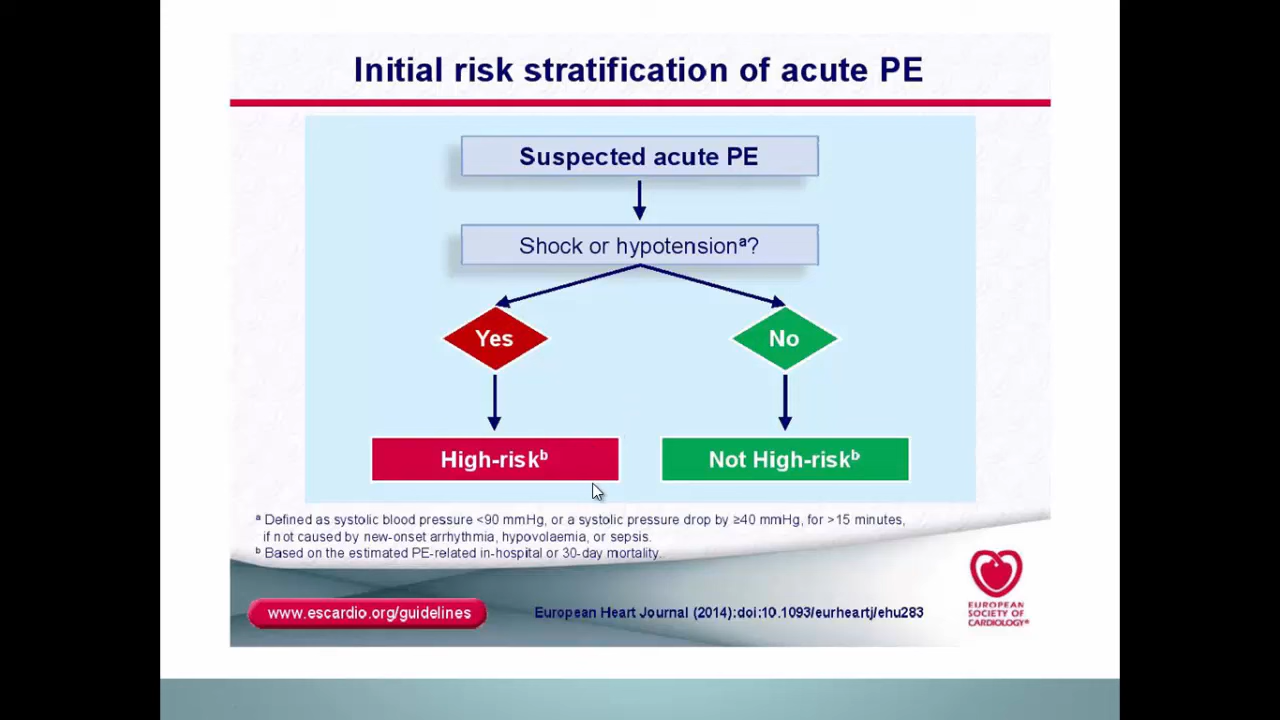 Initial risk stratification of acute PE
Suspected acute PE
Shock or hypotensionᵃ?
Yes
No
High-riskᵇ
Not High-riskᵇ
ᵃ Defined as systolic blood pressure <90 mmHg, or a systolic pressure drop by ≥40 mmHg, for >15 minutes,
if not caused by new-onset arrhythmia, hypovolaemia, or sepsis.
ᵇ Based on the estimated PE-related in-hospital or 30-day mortality.
www.escardio.org/guidelines
European Heart Journal (2014):doi:10.1093/eurheartj/ehu283
EUROPEAN
SOCIETY OF
CARDIOLOGY®